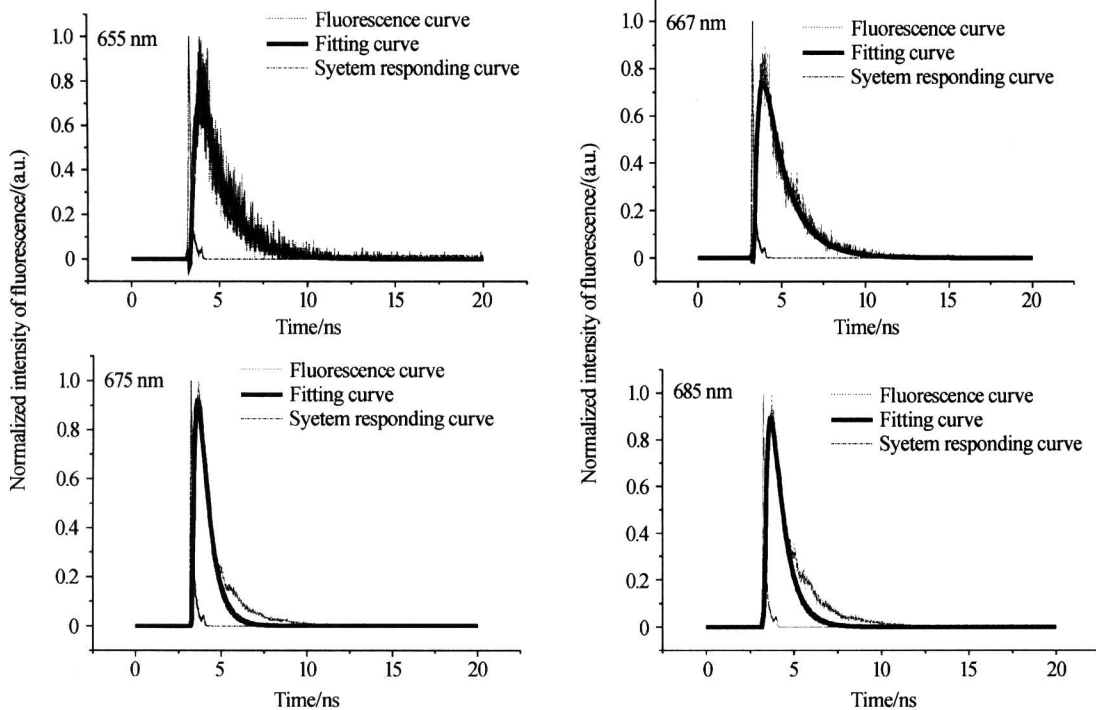 655 nm
Fluorescence curve
Fitting curve
Syetem responding curve
1.0
0.8
0.6
0.4
0.2
0
0 5 10 15 20
Time/ns
667 nm
Fluorescence curve
Fitting curve
Syetem responding curve
1.0
0.8
0.6
0.4
0.2
0
0 5 10 15 20
Time/ns
Normalized intensity of fluorescence/(a.u.)
Normalized intensity of fluorescence/(a.u.)
675 nm
Fluorescence curve
Fitting curve
Syetem responding curve
1.0
0.8
0.6
0.4
0.2
0
0 5 10 15 20
Time/ns
685 nm
Fluorescence curve
Fitting curve
Syetem responding curve
1.0
0.8
0.6
0.4
0.2
0
0 5 10 15 20
Time/ns